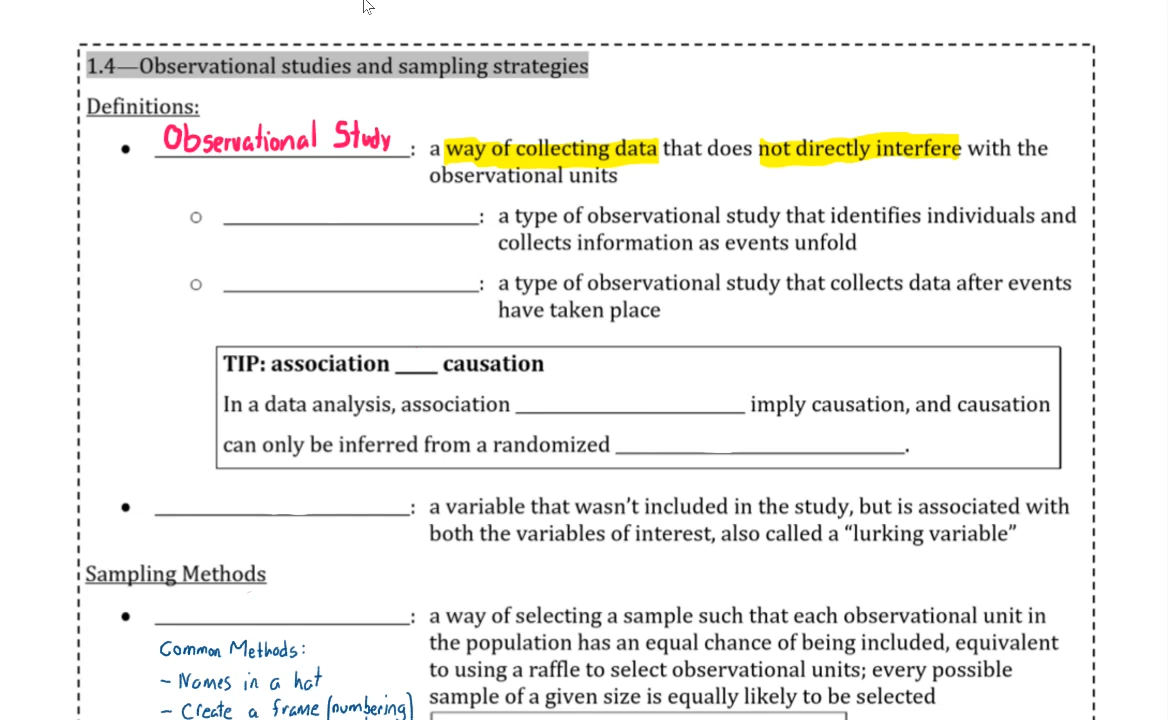 1.4—Observational studies and sampling strategies
Definitions:
• Observational Study: a way of collecting data that does not directly interfere with the
observational units
○ ____________________: a type of observational study that identifies individuals and
collects information as events unfold
○ ____________________: a type of observational study that collects data after events
have taken place
TIP: association ____ causation
In a data analysis, association ____________________ imply causation, and causation
can only be inferred from a randomized ____________________.
• ____________________: a variable that wasn't included in the study, but is associated with
both the variables of interest, also called a "lurking variable"
Sampling Methods
• ____________________: a way of selecting a sample such that each observational unit in
the population has an equal chance of being included, equivalent
to using a raffle to select observational units; every possible
sample of a given size is equally likely to be selected
Common Methods:
- Names in a hat
- Create a frame (numbering)